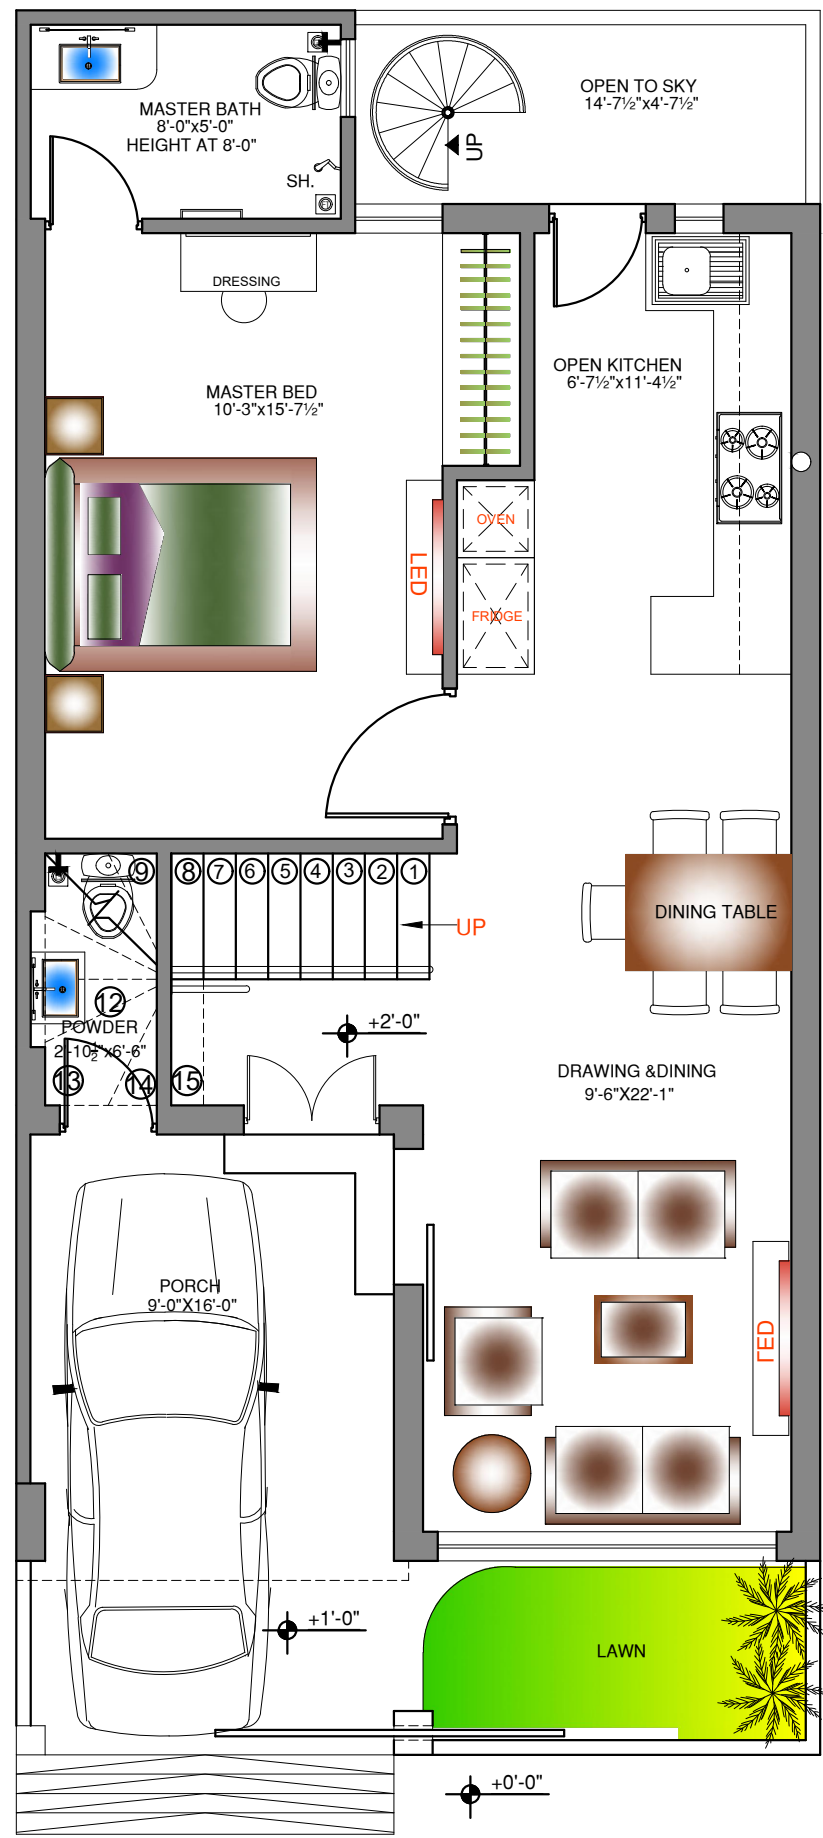 OPEN TO SKY
14'-7½"x4'-7½"
MASTER BATH
8'-0"x5'-0"
HEIGHT AT 8'-0"
UP
SH.
DRESSING
OPEN KITCHEN
6'-7½"x11'-4½"
MASTER BED
10'-3"x15'-7½"
OVEN
LED
FRIDGE
9 8 7 6 5 4 3 2 1
UP
DINING TABLE
12
POWDER
2'-10½"x6'-6"
+2'-0"
13 14 15
DRAWING &DINING
9'-6"X22'-1"
PORCH
9'-0"X16'-0"
LED
+1'-0"
LAWN
+0'-0"